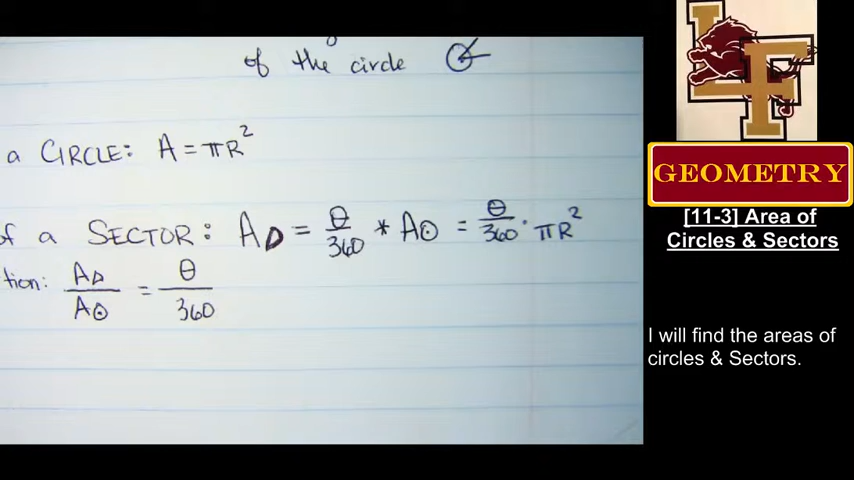 of the circle
a CIRCLE: A = πR²
of a SECTOR: A⌔ = θ/360 * A⊙ = θ/360 · πR²
tion: A⌔/A⊙ = θ/360
LF
GEOMETRY
[11-3] Area of
Circles & Sectors
I will find the areas of
circles & Sectors.